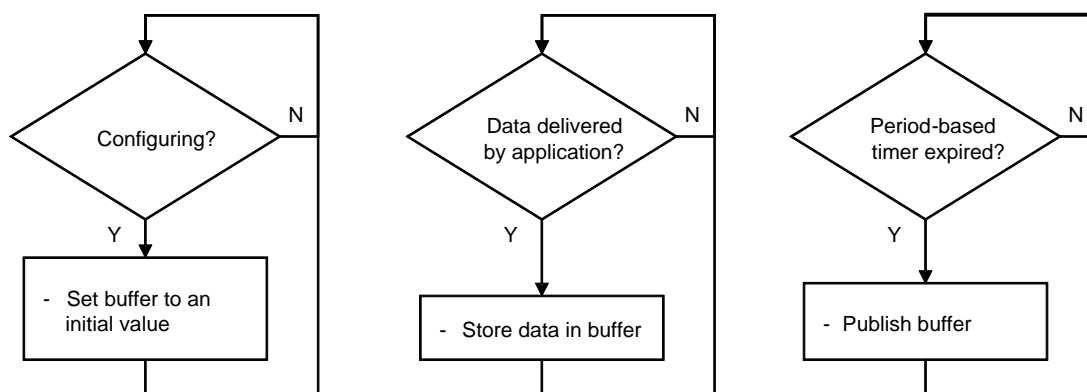 Configuring?
N
Y
- Set buffer to an
initial value
Data delivered
by application?
N
Y
- Store data in buffer
Period-based
timer expired?
N
Y
- Publish buffer